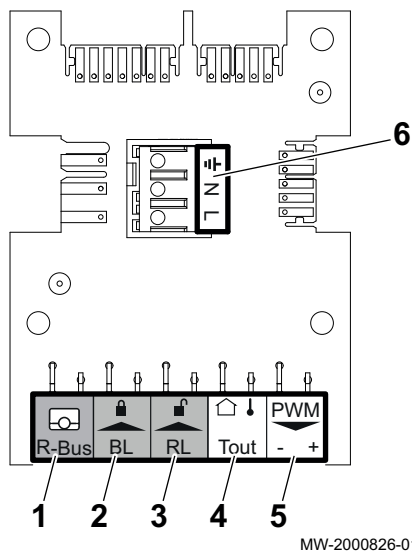 6
N
L
PWM
R-Bus BL RL Tout - +
1 2 3 4 5
MW-2000826-0